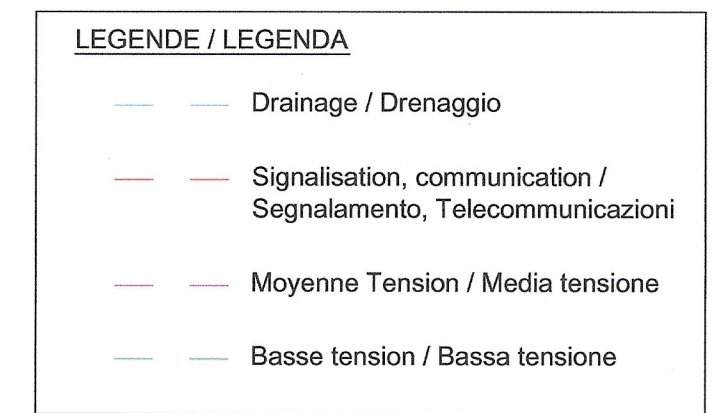 LEGENDE / LEGENDA
Drainage / Drenaggio
Signalisation, communication /
Segnalamento, Telecommunicazioni
Moyenne Tension / Media tensione
Basse tension / Bassa tensione